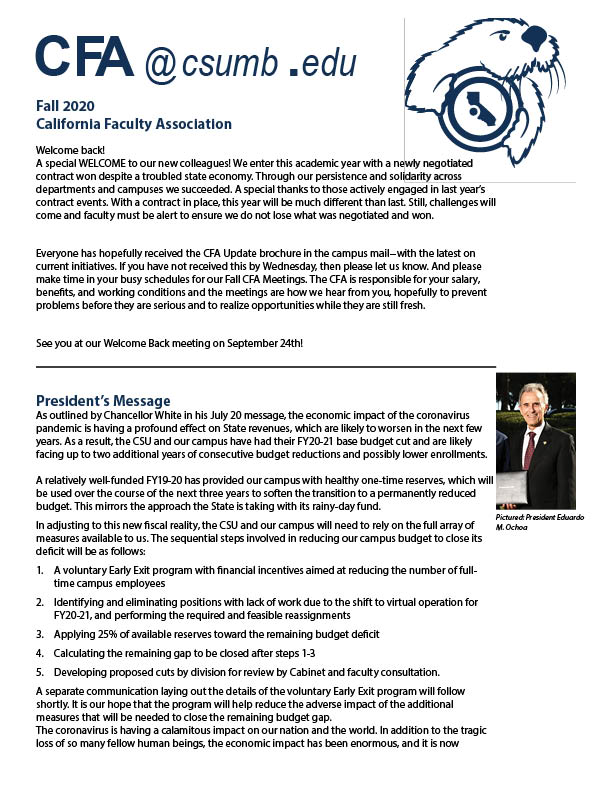 CFA @csumb .edu
Fall 2020
California Faculty Association
Welcome back!
A special WELCOME to our new colleagues! We enter this academic year with a newly negotiated
contract won despite a troubled state economy. Through our persistence and solidarity across
departments and campuses we succeeded. A special thanks to those actively engaged in last year's
contract events. With a contract in place, this year will be much different than last. Still, challenges will
come and faculty must be alert to ensure we do not lose what was negotiated and won.
Everyone has hopefully received the CFA Update brochure in the campus mail–with the latest on
current initiatives. If you have not received this by Wednesday, then please let us know. And please
make time in your busy schedules for our Fall CFA Meetings. The CFA is responsible for your salary,
benefits, and working conditions and the meetings are how we hear from you, hopefully to prevent
problems before they are serious and to realize opportunities while they are still fresh.
See you at our Welcome Back meeting on September 24th!
President's Message
As outlined by Chancellor White in his July 20 message, the economic impact of the coronavirus
pandemic is having a profound effect on State revenues, which are likely to worsen in the next few
years. As a result, the CSU and our campus have had their FY20-21 base budget cut and are likely
facing up to two additional years of consecutive budget reductions and possibly lower enrollments.
A relatively well-funded FY19-20 has provided our campus with healthy one-time reserves, which will
be used over the course of the next three years to soften the transition to a permanently reduced
budget. This mirrors the approach the State is taking with its rainy-day fund.
Pictured: President Eduardo
M. Ochoa
In adjusting to this new fiscal reality, the CSU and our campus will need to rely on the full array of
measures available to us. The sequential steps involved in reducing our campus budget to close its
deficit will be as follows:
1. A voluntary Early Exit program with financial incentives aimed at reducing the number of full-
time campus employees
2. Identifying and eliminating positions with lack of work due to the shift to virtual operation for
FY20-21, and performing the required and feasible reassignments
3. Applying 25% of available reserves toward the remaining budget deficit
4. Calculating the remaining gap to be closed after steps 1-3
5. Developing proposed cuts by division for review by Cabinet and faculty consultation.
A separate communication laying out the details of the voluntary Early Exit program will follow
shortly. It is our hope that the program will help reduce the adverse impact of the additional
measures that will be needed to close the remaining budget gap.
The coronavirus is having a calamitous impact on our nation and the world. In addition to the tragic
loss of so many fellow human beings, the economic impact has been enormous, and it is now